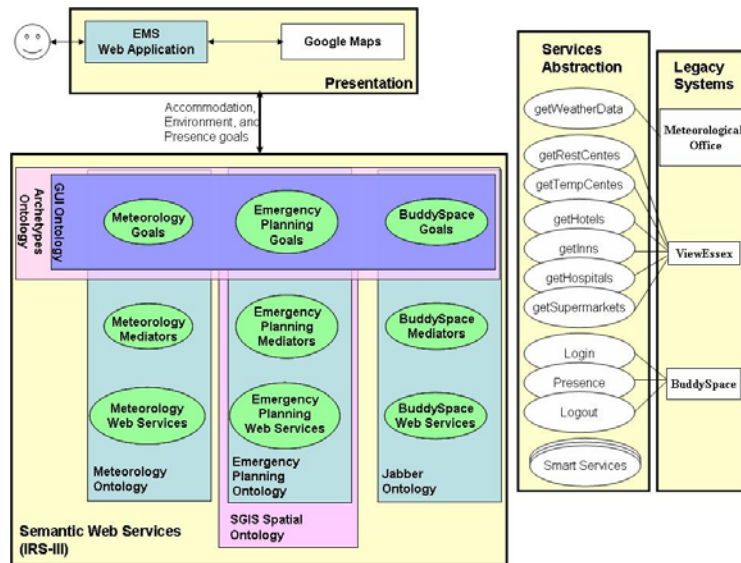 EMS
Web Application
Google Maps
Presentation
Accommodation,
Environment, and
Presence goals
Archetypes
Ontology
GUI Ontology
Meteorology
Goals
Emergency
Planning
Goals
BuddySpace
Goals
Meteorology
Mediators
Emergency
Planning
Mediators
BuddySpace
Mediators
Meteorology
Web Services
Emergency
Planning
Web Services
BuddySpace
Web Services
Meteorology
Ontology
Emergency
Planning
Ontology
Jabber
Ontology
SGIS Spatial
Ontology
Semantic Web Services
(IRS-III)
Services
Abstraction
getWeatherData
getRestCentes
getTempCentes
getHotels
getInns
getHospitals
getSupermarkets
Login
Presence
Logout
Smart Services
Legacy
Systems
Meteorological
Office
ViewEssex
BuddySpace